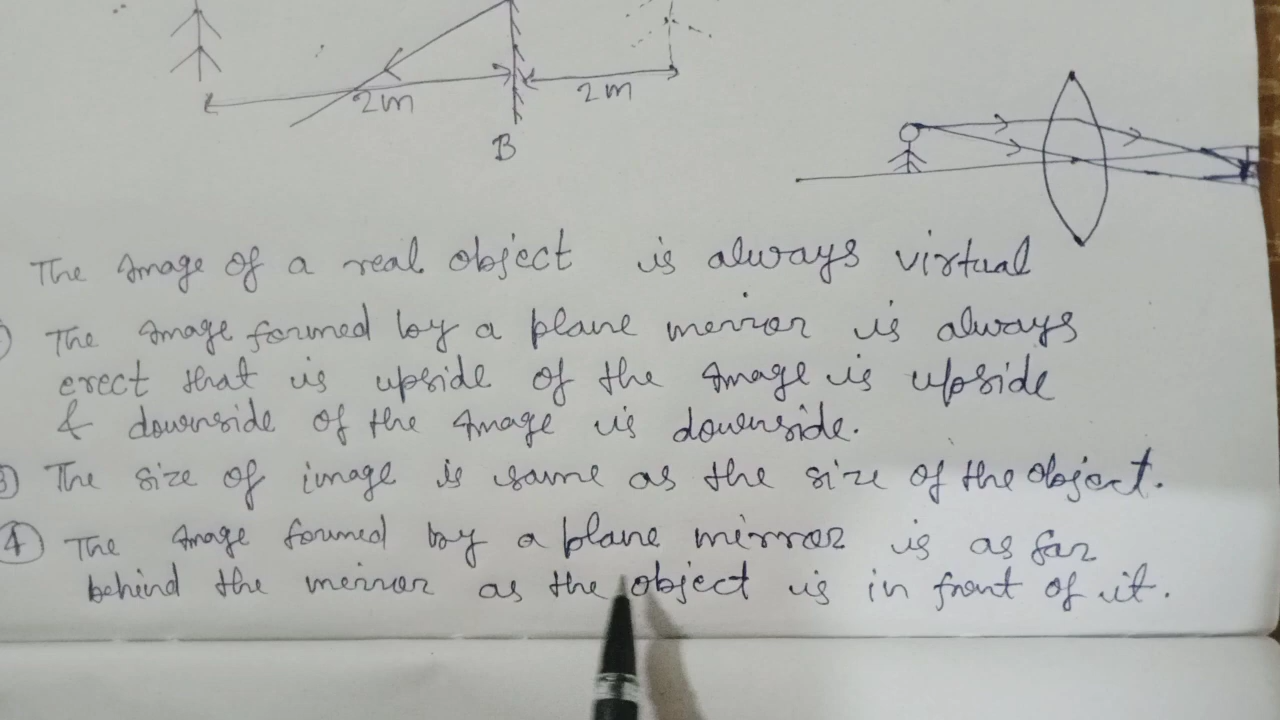 2m
2m
B
The Image of a real object is always virtual
The Image formed by a plane mirror is always
erect that is upside of the Image is upside
& downside of the Image is downside.
3) The size of image is same as the size of the object.
4 The Image formed by a plane mirror is as far
behind the mirror as the object is in front of it.